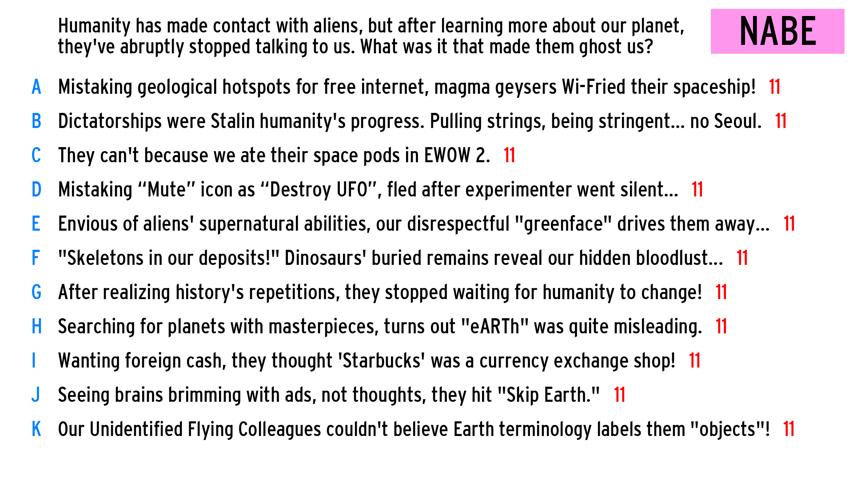 Humanity has made contact with aliens, but after learning more about our planet,
they've abruptly stopped talking to us. What was it that made them ghost us?
NABE
A Mistaking geological hotspots for free internet, magma geysers Wi-Fried their spaceship! 11
B Dictatorships were Stalin humanity's progress. Pulling strings, being stringent... no Seoul. 11
C They can't because we ate their space pods in EWOW 2. 11
D Mistaking “Mute” icon as “Destroy UFO”, fled after experimenter went silent... 11
E Envious of aliens' supernatural abilities, our disrespectful "greenface" drives them away... 11
F "Skeletons in our deposits!" Dinosaurs' buried remains reveal our hidden bloodlust... 11
G After realizing history's repetitions, they stopped waiting for humanity to change! 11
H Searching for planets with masterpieces, turns out "eARTh" was quite misleading. 11
I Wanting foreign cash, they thought 'Starbucks' was a currency exchange shop! 11
J Seeing brains brimming with ads, not thoughts, they hit "Skip Earth." 11
K Our Unidentified Flying Colleagues couldn't believe Earth terminology labels them "objects"! 11